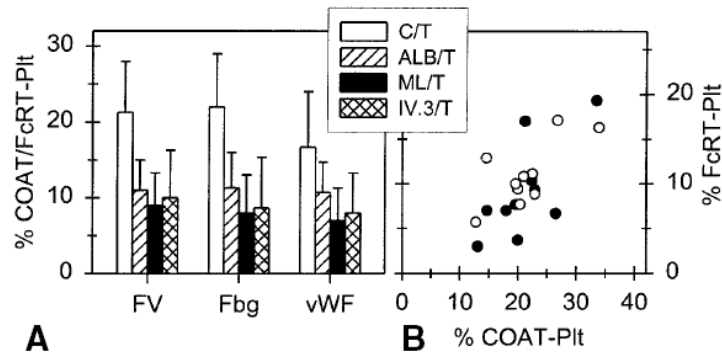 C/T
ALB/T
ML/T
IV.3/T
% COAT/FcRT-Plt
30
20
10
0
FV Fbg vWF
A
% FcRT-Plt
20
10
0
0 10 20 30 40
B % COAT-Plt